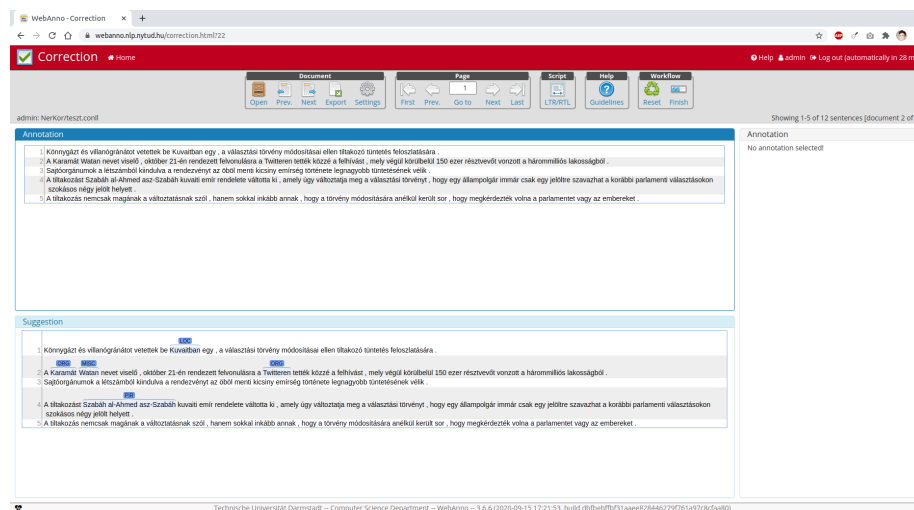 WebAnno - Correction × +
webanno.nlp.nytud.hu/correction.html?22
Correction Home
Help admin Log out (automatically in 28 m
Document Page Script Help Workflow
1
Open Prev. Next Export Settings First Prev. Go to Next Last LTR/RTL Guidelines Reset Finish
admin: NerKor/teszt.conll Showing 1-5 of 12 sentences [document 2 of
Annotation
1 Könnygázt és villanógránátot vetettek be Kuvaitban egy , a választási törvény módosításai ellen tiltakozó tüntetés feloszlatására .
2 A Karamát Watan nevet viselő , október 21-én rendezett felvonulásra a Twitteren tették közzé a felhívást , mely végül körülbelül 150 ezer résztvevőt vonzott a hárommilliós lakosságból .
3 Sajtóorgánumok a létszámból kiindulva a rendezvényt az öböl menti kicsiny emírség története legnagyobb tüntetésének vélik .
4 A tiltakozást Szabáh al-Ahmed asz-Szabáh kuvaiti emír rendelete váltotta ki , amely úgy változtatja meg a választási törvényt , hogy egy állampolgár immár csak egy jelöltre szavazhat a korábbi parlamenti választásokon
szokásos négy jelölt helyett .
5 A tiltakozás nemcsak magának a változtatásnak szól , hanem sokkal inkább annak , hogy a törvény módosítására anélkül került sor , hogy megkérdezték volna a parlamentet vagy az embereket .
Annotation
No annotation selected!
Suggestion
LOC
1 Könnygázt és villanógránátot vetettek be Kuvaitban egy , a választási törvény módosításai ellen tiltakozó tüntetés feloszlatására .
ORG MISC ORG
2 A Karamát Watan nevet viselő , október 21-én rendezett felvonulásra a Twitteren tették közzé a felhívást , mely végül körülbelül 150 ezer résztvevőt vonzott a hárommilliós lakosságból .
3 Sajtóorgánumok a létszámból kiindulva a rendezvényt az öböl menti kicsiny emírség története legnagyobb tüntetésének vélik .
PER
4 A tiltakozást Szabáh al-Ahmed asz-Szabáh kuvaiti emír rendelete váltotta ki , amely úgy változtatja meg a választási törvényt , hogy egy állampolgár immár csak egy jelöltre szavazhat a korábbi parlamenti választásokon
szokásos négy jelölt helyett .
5 A tiltakozás nemcsak magának a változtatásnak szól , hanem sokkal inkább annak , hogy a törvény módosítására anélkül került sor , hogy megkérdezték volna a parlamentet vagy az embereket .
Technische Universität Darmstadt -- Computer Science Department -- WebAnno -- 3.6.6 (2020-09-15 17:21:53, build